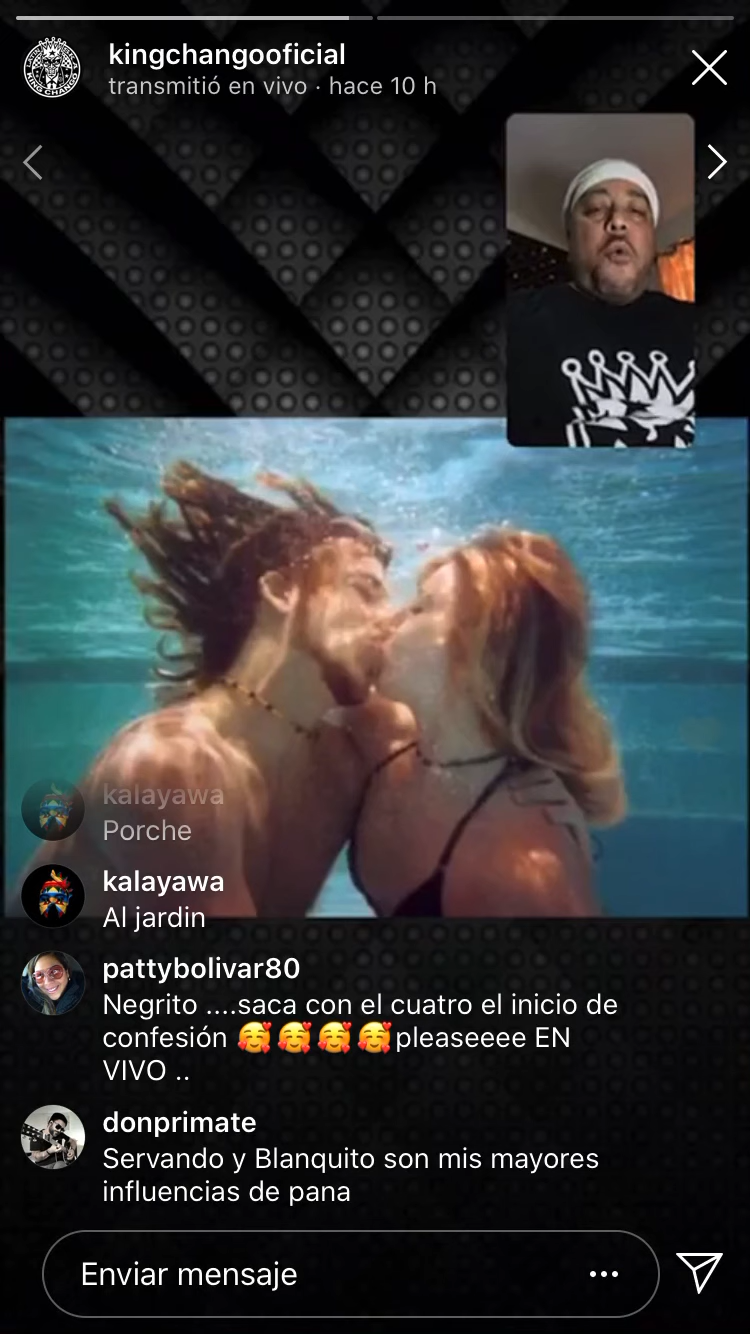 kingchangooficial
transmitió en vivo · hace 10 h
kalayawa
Porche
kalayawa
Al jardin
pattybolivar80
Negrito ....saca con el cuatro el inicio de
confesión 🥰 🥰 🥰 🥰pleaseeee EN
VIVO ..
donprimate
Servando y Blanquito son mis mayores
influencias de pana
Enviar mensaje